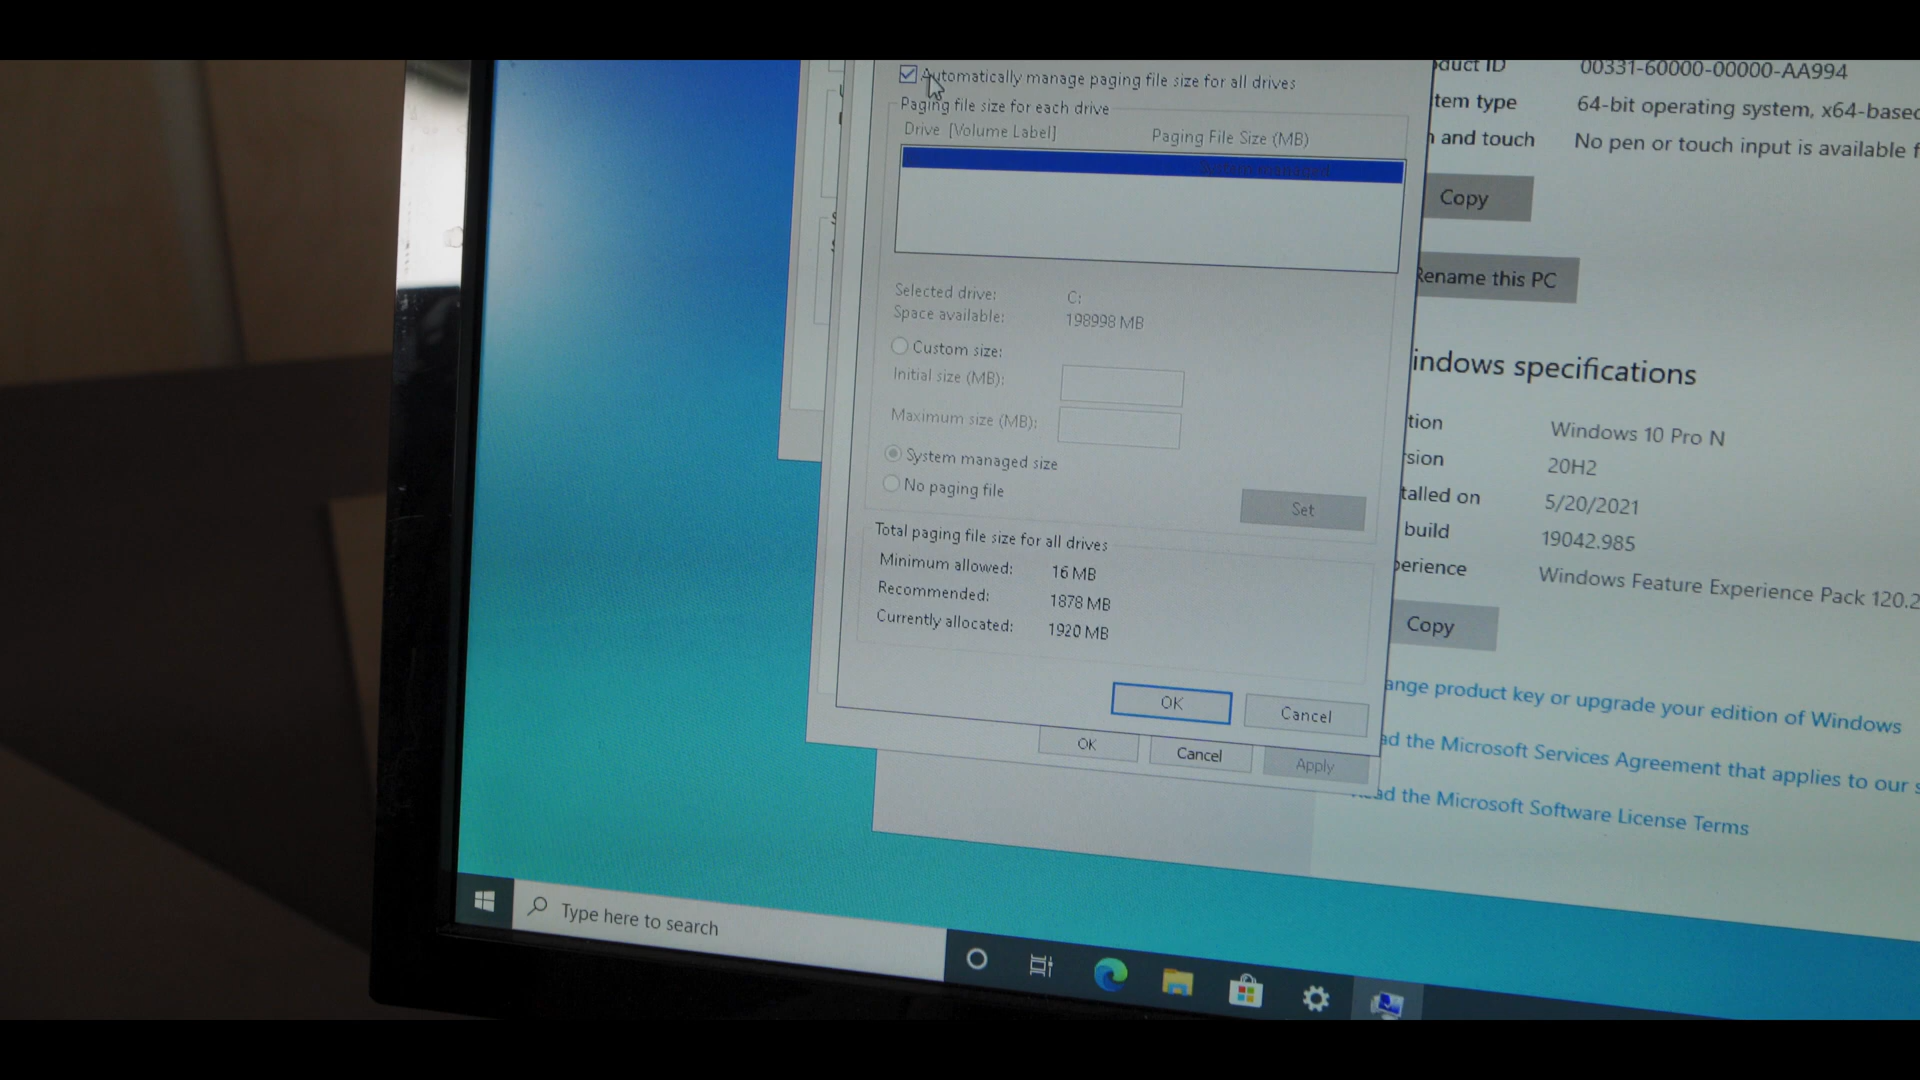 Automatically manage paging file size for all drives
Paging file size for each drive
Drive [Volume Label]
Paging File Size (MB)
Selected drive:
C:
Space available:
198998 MB
Custom size:
Initial size (MB):
Maximum size (MB):
System managed size
No paging file
Set
Total paging file size for all drives
Minimum allowed:
16 MB
Recommended:
1878 MB
Currently allocated:
1920 MB
OK
Cancel
OK
Cancel
Apply
duct ID
00331-60000-00000-AA994
tem type
64-bit operating system, x64-based
n and touch
No pen or touch input is available f
Copy
Rename this PC
indows specifications
tion
Windows 10 Pro N
rsion
20H2
talled on
5/20/2021
build
19042.985
perience
Windows Feature Experience Pack 120.2
Copy
ange product key or upgrade your edition of Windows
ad the Microsoft Services Agreement that applies to our s
ad the Microsoft Software License Terms
Type here to search